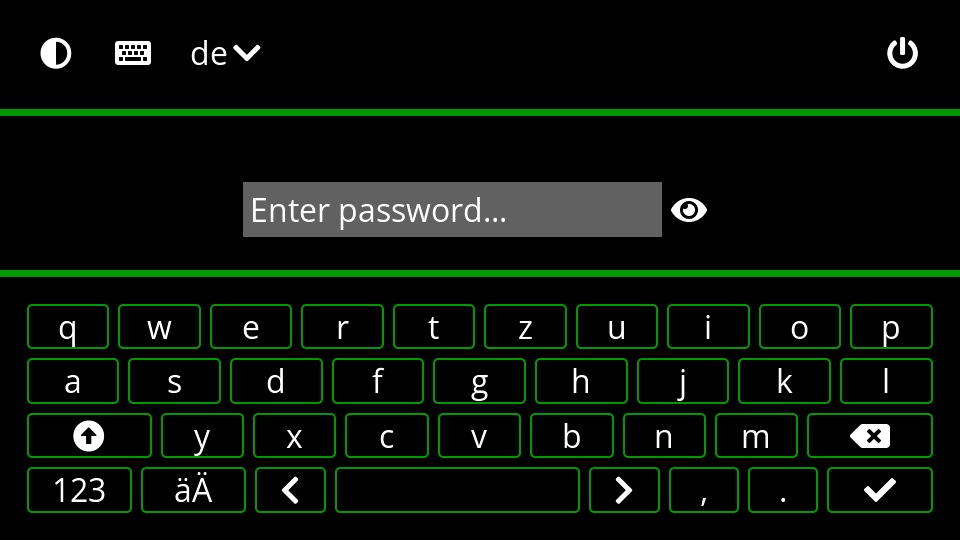 de
Enter password...
q w e r t z u i o p
a s d f g h j k l
y x c v b n m
123 äÄ , .